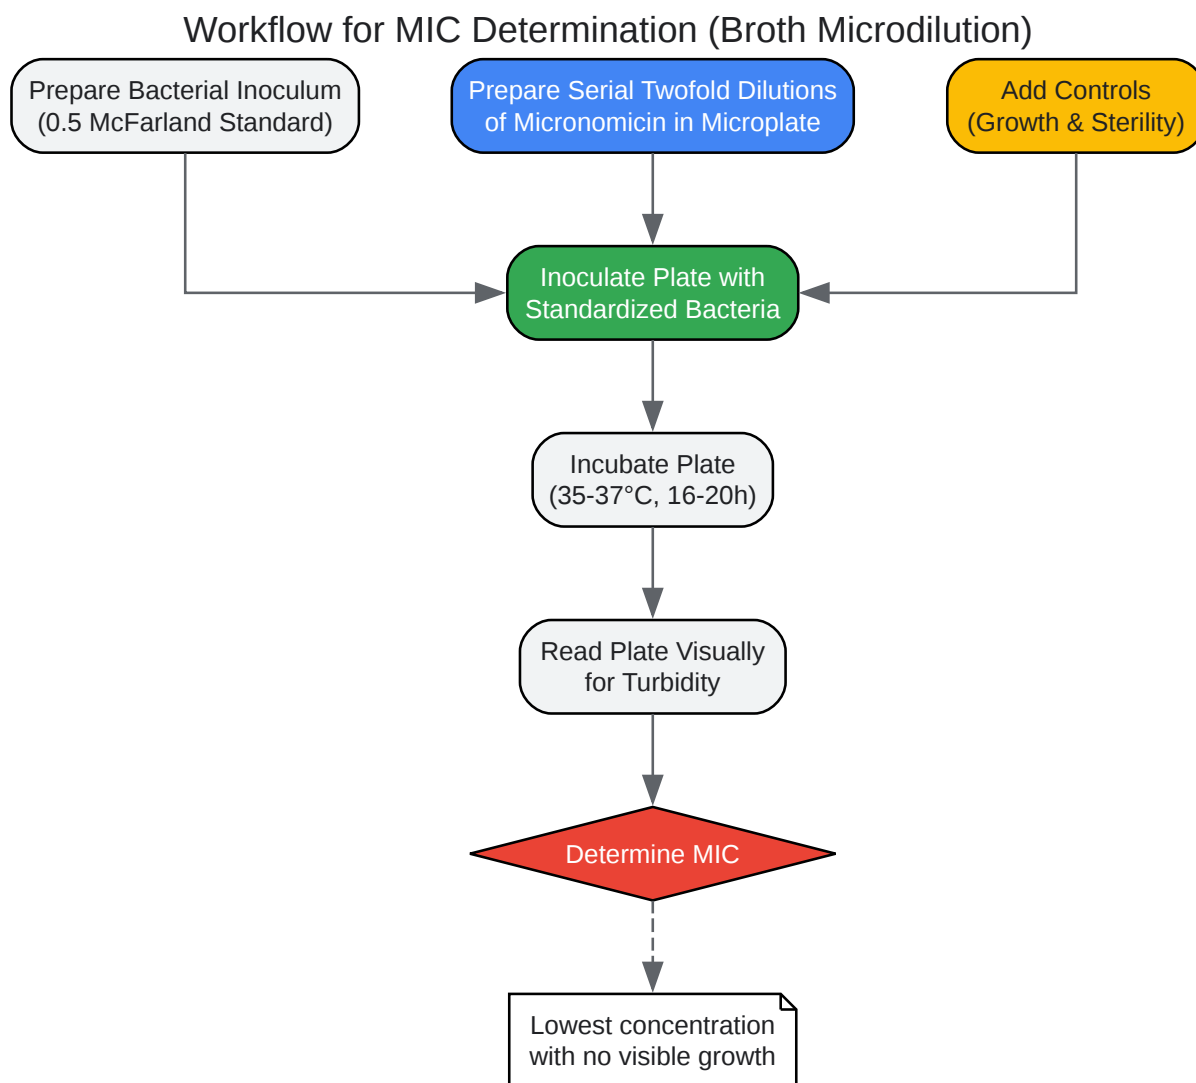 Workflow for MIC Determination (Broth Microdilution)
Prepare Bacterial Inoculum
(0.5 McFarland Standard)
Prepare Serial Twofold Dilutions
of Micronomicin in Microplate
Add Controls
(Growth & Sterility)
Inoculate Plate with
Standardized Bacteria
Incubate Plate
(35-37°C, 16-20h)
Read Plate Visually
for Turbidity
Determine MIC
Lowest concentration
with no visible growth